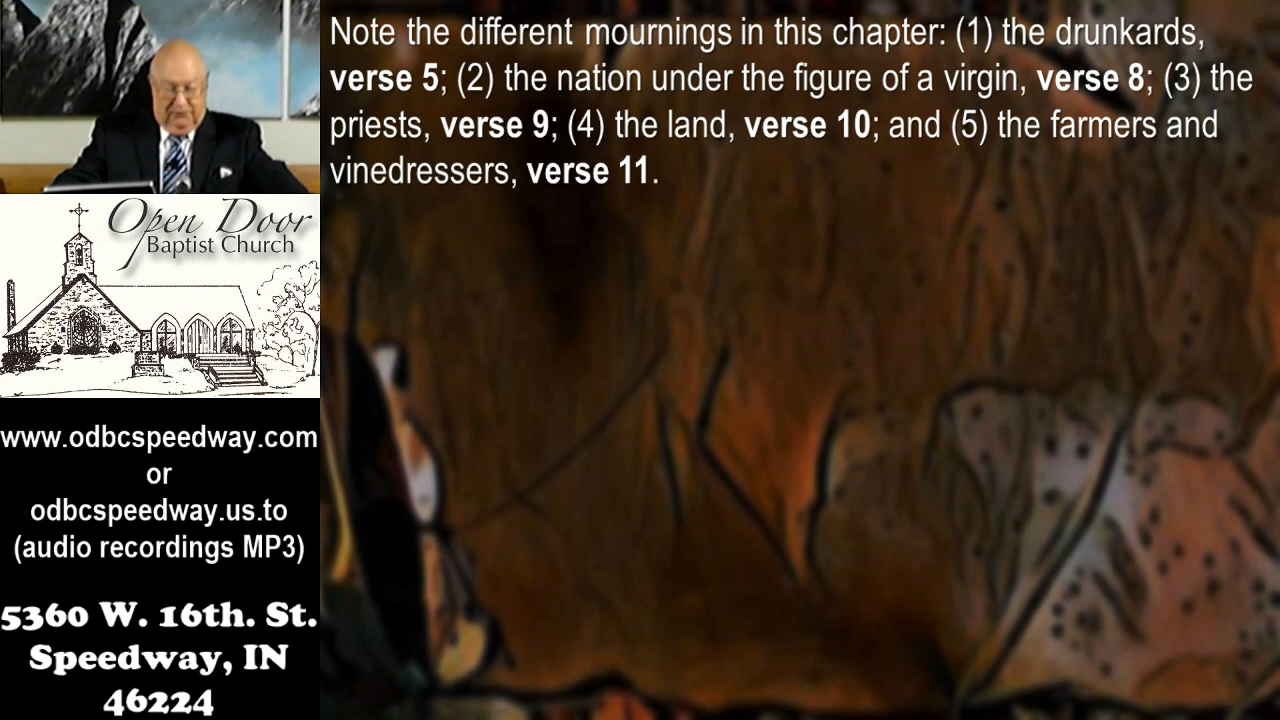 Note the different mournings in this chapter: (1) the drunkards,
verse 5; (2) the nation under the figure of a virgin, verse 8; (3) the
priests, verse 9; (4) the land, verse 10; and (5) the farmers and
vinedressers, verse 11.
Open Door
Baptist Church
www.odbcspeedway.com
or
odbcspeedway.us.to
(audio recordings MP3)
5360 W. 16th. St.
Speedway, IN
46224